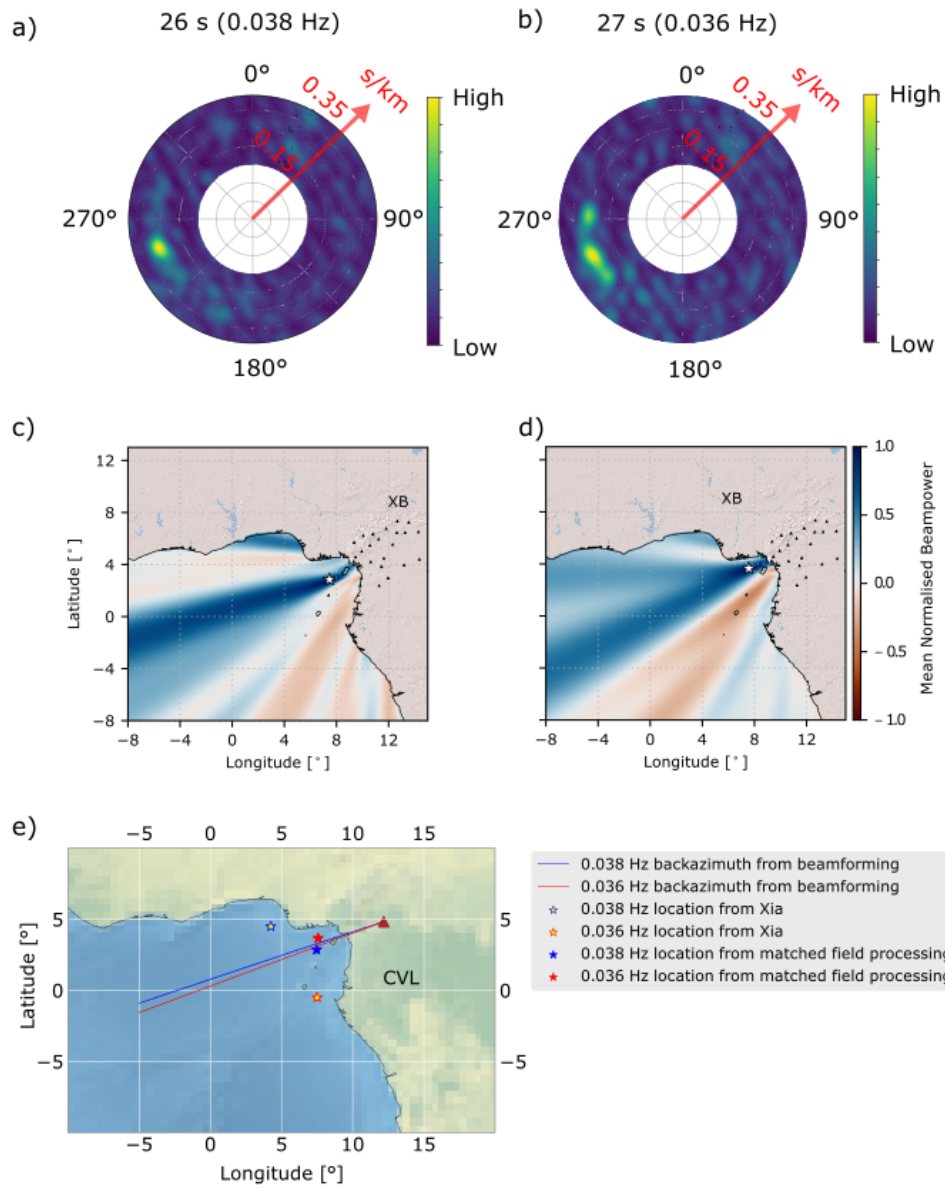 a)
26 s (0.038 Hz)
b)
27 s (0.036 Hz)
0°
s/km
0.35
0.15
270°
90°
180°
High
Low
0°
s/km
0.35
0.15
270°
90°
180°
High
Low
c)
XB
12
8
4
0
−4
−8
Latitude [°]
−8 −4 0 4 8 12
Longitude [°]
d)
XB
−8 −4 0 4 8 12
Longitude [°]
1.0
0.5
0.0
−0.5
−1.0
Mean Normalised Beampower
e)
−5 0 5 10 15
5
0
−5
Latitude [°]
CVL
5
0
−5
−5 0 5 10 15
Longitude [°]
0.038 Hz backazimuth from beamforming
0.036 Hz backazimuth from beamforming
0.038 Hz location from Xia
0.036 Hz location from Xia
0.038 Hz location from matched field processing
0.036 Hz location from matched field processing